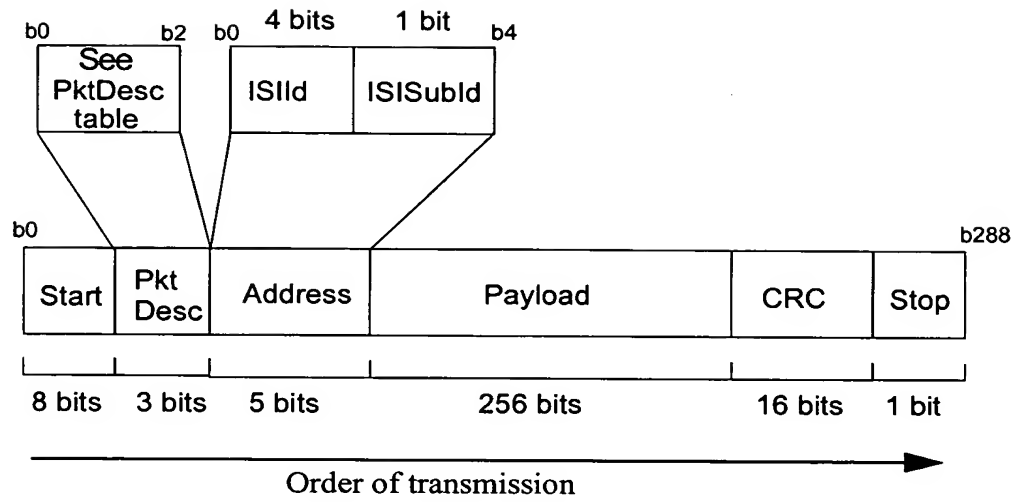 4 bits 1 bit
b0 b2 b0 b4
See
PktDesc
table
ISIId ISISubId
b0 b288
Start Pkt
Desc Address Payload CRC Stop
8 bits 3 bits 5 bits 256 bits 16 bits 1 bit
Order of transmission